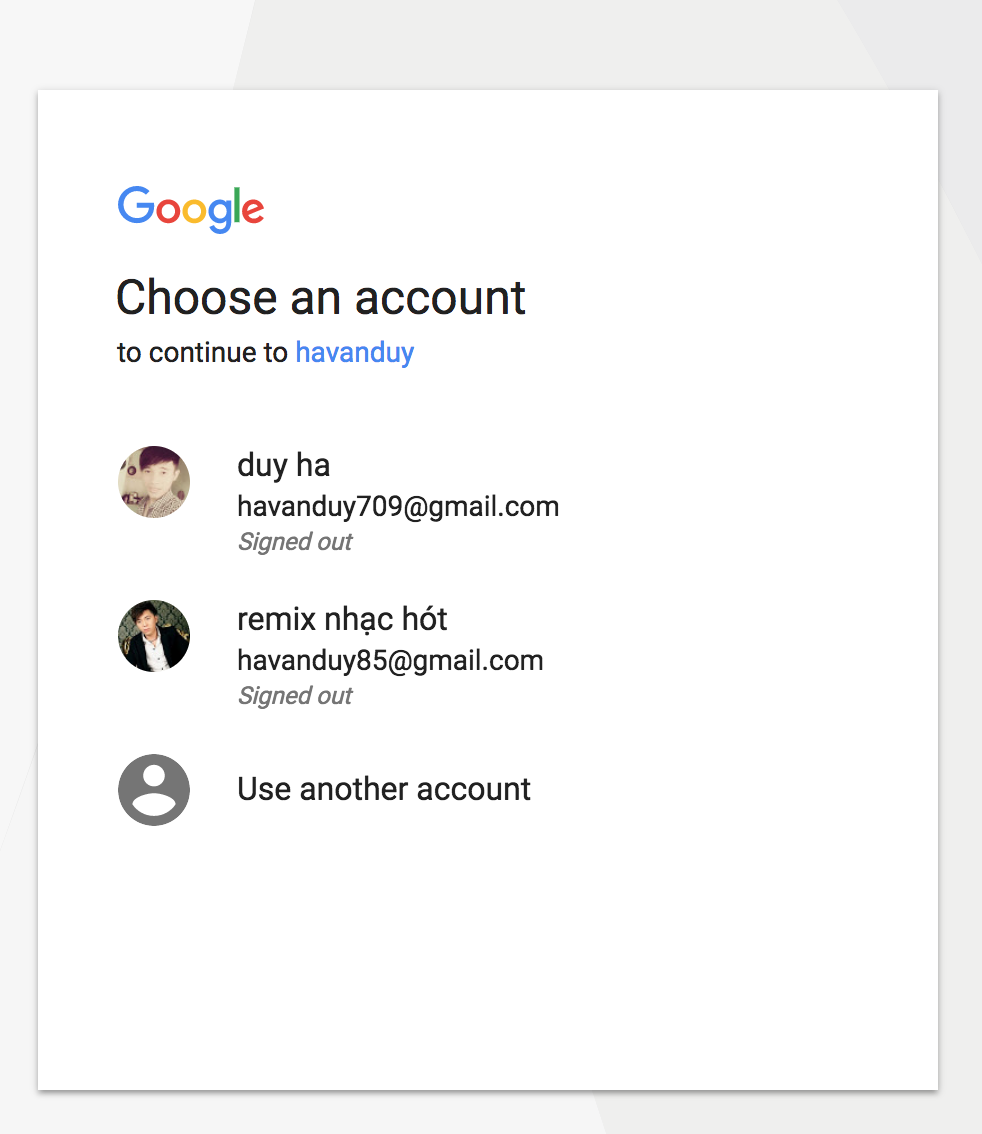 Google
Choose an account
to continue to havanduy
duy ha
havanduy709@gmail.com
Signed out
remix nhạc hót
havanduy85@gmail.com
Signed out
Use another account